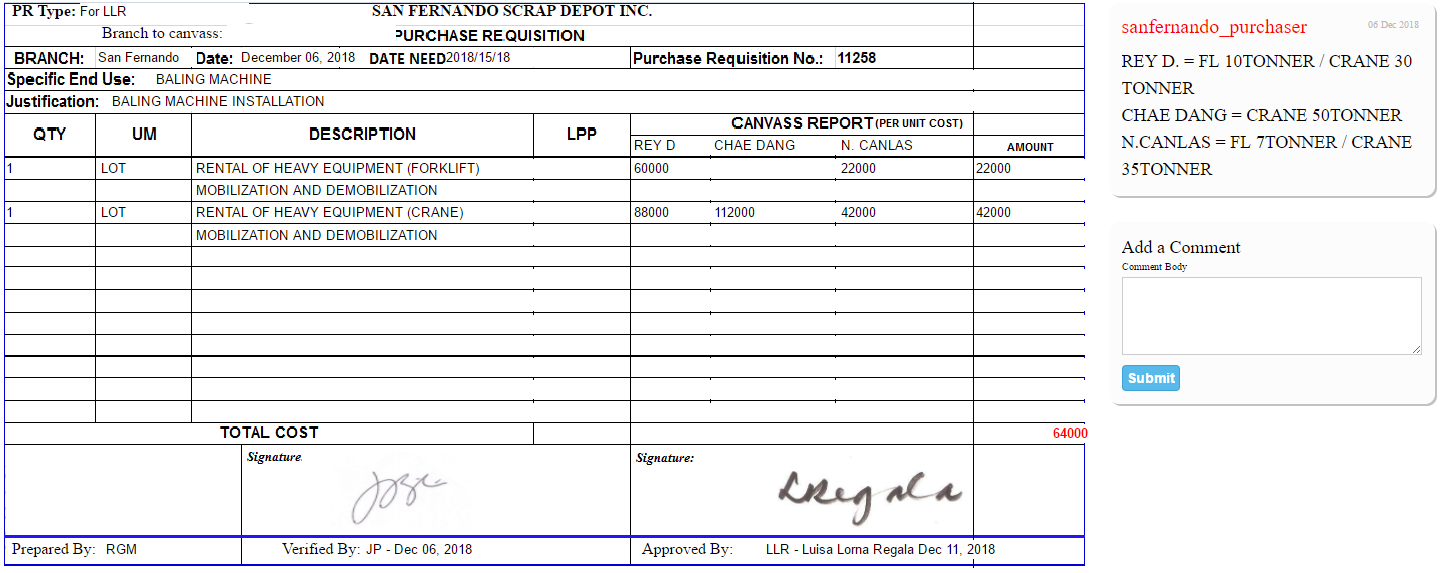 PR Type: For LLR SAN FERNANDO SCRAP DEPOT INC.
Branch to canvass: PURCHASE REQUISITION
BRANCH: San Fernando Date: December 06, 2018 DATE NEED 2018/15/18 Purchase Requisition No.: 11258
Specific End Use: BALING MACHINE
Justification: BALING MACHINE INSTALLATION
QTY UM DESCRIPTION LPP CANVASS REPORT (PER UNIT COST)
REY D CHAE DANG N. CANLAS AMOUNT
1 LOT RENTAL OF HEAVY EQUIPMENT (FORKLIFT) 60000 22000 22000
MOBILIZATION AND DEMOBILIZATION
1 LOT RENTAL OF HEAVY EQUIPMENT (CRANE) 88000 112000 42000 42000
MOBILIZATION AND DEMOBILIZATION
TOTAL COST 64000
Signature Signature:
LRegala
Prepared By: RGM Verified By: JP - Dec 06, 2018 Approved By: LLR - Luisa Lorna Regala Dec 11, 2018
sanfernando_purchaser 06 Dec 2018
REY D. = FL 10TONNER / CRANE 30
TONNER
CHAE DANG = CRANE 50TONNER
N.CANLAS = FL 7TONNER / CRANE
35TONNER
Add a Comment
Comment Body
Submit